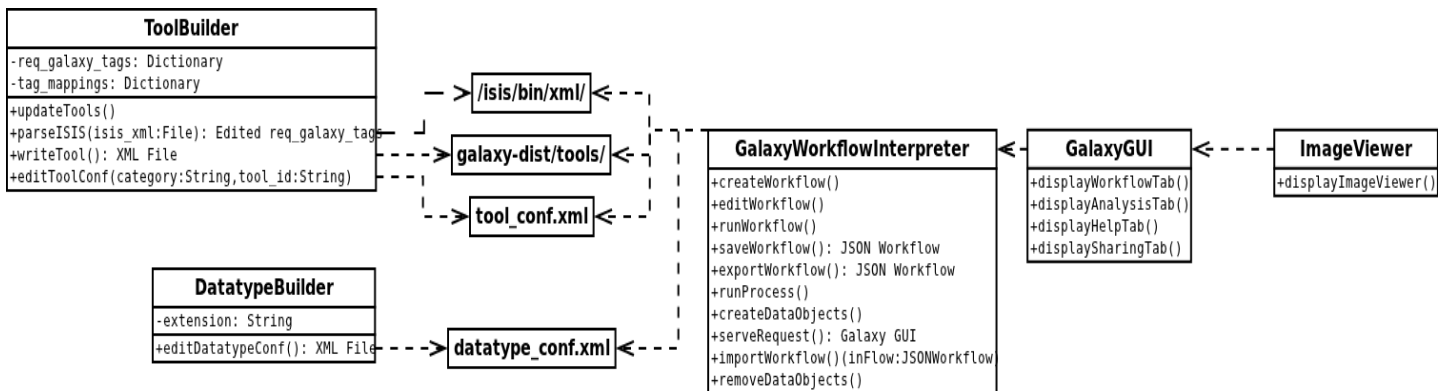 ToolBuilder
-req_galaxy_tags: Dictionary
-tag_mappings: Dictionary
+updateTools()
+parseISIS(isis_xml:File): Edited req_galaxy_tags
+writeTool(): XML File
+editToolConf(category:String,tool_id:String)
/isis/bin/xml/
galaxy-dist/tools/
tool_conf.xml
DatatypeBuilder
-extension: String
+editDatatypeConf(): XML File
datatype_conf.xml
GalaxyWorkflowInterpreter
+createWorkflow()
+editWorkflow()
+runWorkflow()
+saveWorkflow(): JSON Workflow
+exportWorkflow(): JSON Workflow
+runProcess()
+createDataObjects()
+serveRequest(): Galaxy GUI
+importWorkflow()(inFlow:JSONWorkflow)
+removeDataObjects()
GalaxyGUI
+displayWorkflowTab()
+displayAnalysisTab()
+displayHelpTab()
+displaySharingTab()
ImageViewer
+displayImageViewer()